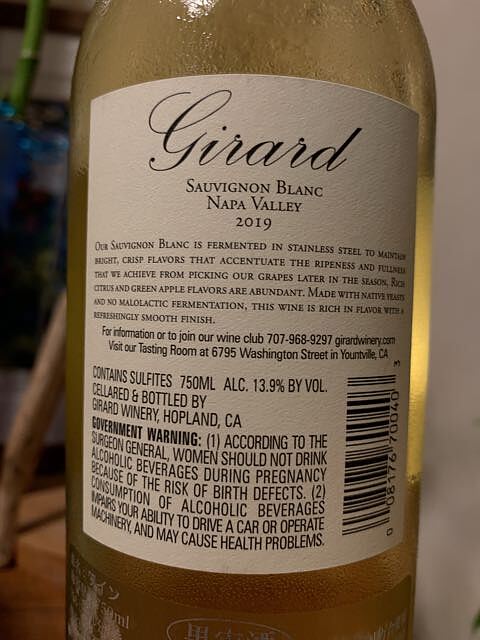 Girard
SAUVIGNON BLANC
NAPA VALLEY
2019
OUR SAUVIGNON BLANC IS FERMENTED IN STAINLESS STEEL TO MAINTAIN
BRIGHT, CRISP FLAVORS THAT ACCENTUATE THE RIPENESS AND FULLNESS
THAT WE ACHIEVE FROM PICKING OUR GRAPES LATER IN THE SEASON. RICH
CITRUS AND GREEN APPLE FLAVORS ARE ABUNDANT. MADE WITH NATIVE YEASTS
AND NO MALOLACTIC FERMENTATION, THIS WINE IS RICH IN FLAVOR WITH A
REFRESHINGLY SMOOTH FINISH.
For information or to join our wine club 707-968-9297 girardwinery.com
Visit our Tasting Room at 6795 Washington Street in Yountville, CA
CONTAINS SULFITES 750ML ALC. 13.9% BY VOL.
CELLARED & BOTTLED BY
GIRARD WINERY, HOPLAND, CA
GOVERNMENT WARNING: (1) ACCORDING TO THE
SURGEON GENERAL, WOMEN SHOULD NOT DRINK
ALCOHOLIC BEVERAGES DURING PREGNANCY
BECAUSE OF THE RISK OF BIRTH DEFECTS. (2)
CONSUMPTION OF ALCOHOLIC BEVERAGES
IMPAIRS YOUR ABILITY TO DRIVE A CAR OR OPERATE
MACHINERY, AND MAY CAUSE HEALTH PROBLEMS.
0 08176 70040 3